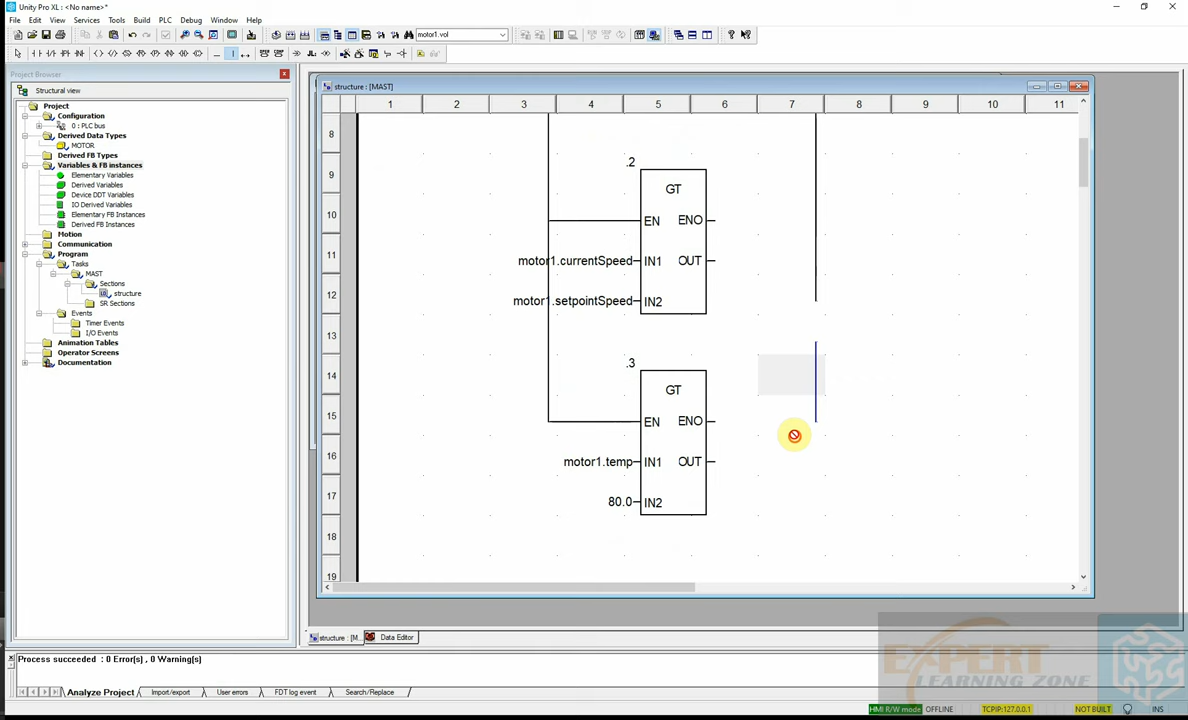 Unity Pro XL : <No name>*
File Edit View Services Tools Build PLC Debug Window Help
motor1.vol
Project Browser
Structural view
Project
Configuration
0 : PLC bus
Derived Data Types
MOTOR
Derived FB Types
Variables & FB instances
Elementary Variables
Derived Variables
Device DDT Variables
IO Derived Variables
Elementary FB Instances
Derived FB Instances
Motion
Communication
Program
Tasks
MAST
Sections
structure
SR Sections
Events
Timer Events
I/O Events
Animation Tables
Operator Screens
Documentation
structure : [MAST]
1 2 3 4 5 6 7 8 9 10 11
8
9
10
11
12
13
14
15
16
17
18
19
.2
GT
EN ENO
motor1.currentSpeed IN1 OUT
motor1.setpointSpeed IN2
.3
GT
EN ENO
motor1.temp IN1 OUT
80.0 IN2
structure : [M... Data Editor
Process succeeded : 0 Error(s) , 0 Warning(s)
Analyze Project Import/export User errors FDT log event Search/Replace
EXPERT
LEARNING ZONE
HMI R/W mode OFFLINE TCPIP:127.0.0.1 NOT BUILT INS